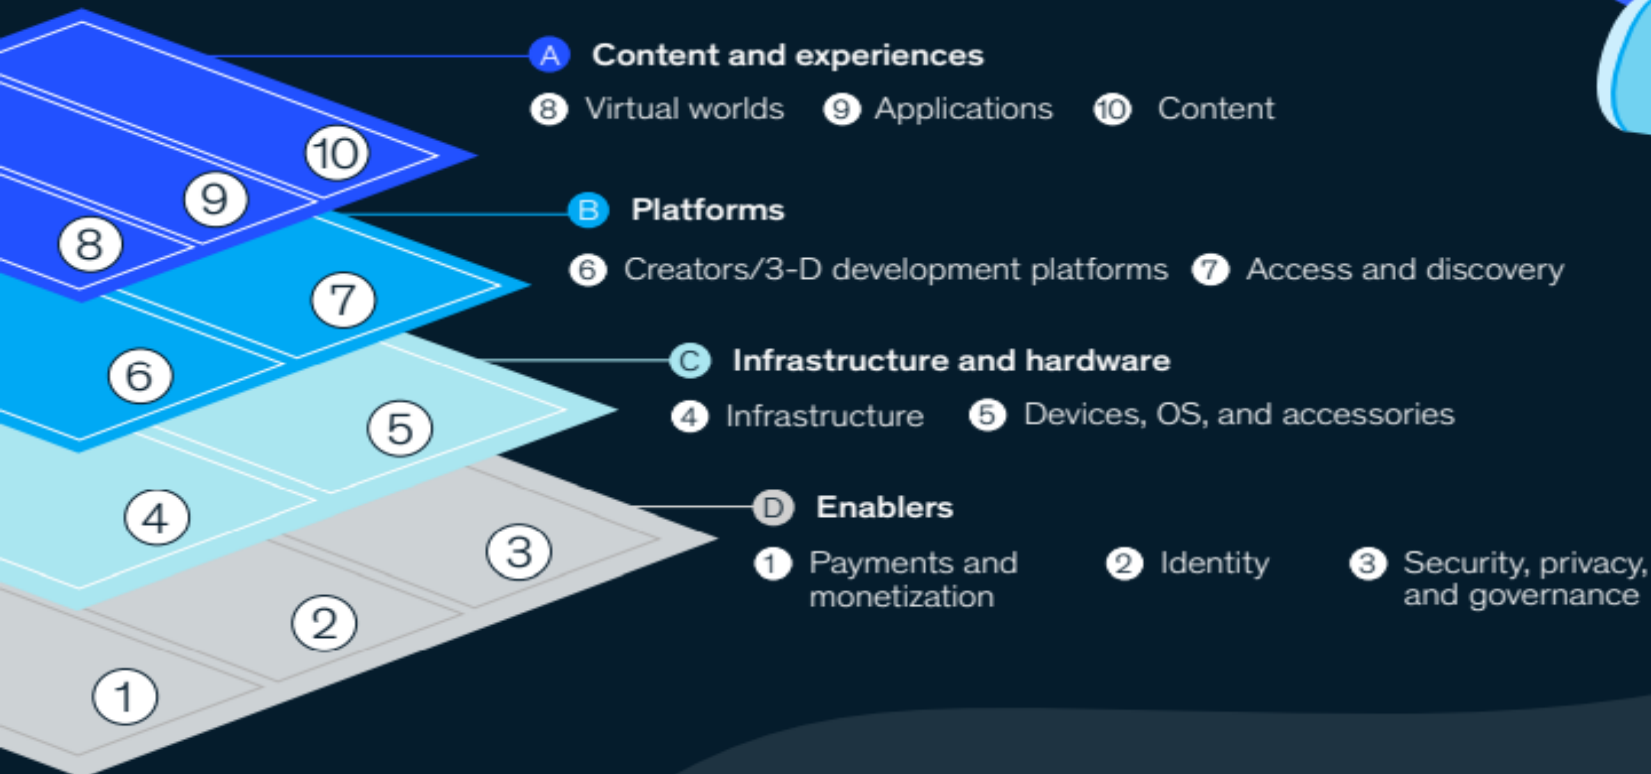 A Content and experiences
8 Virtual worlds 9 Applications 10 Content
10
9
8
B Platforms
6 Creators/3-D development platforms 7 Access and discovery
7
6
C Infrastructure and hardware
4 Infrastructure 5 Devices, OS, and accessories
5
4
D Enablers
1 Payments and 2 Identity 3 Security, privacy,
monetization and governance
3
2
1